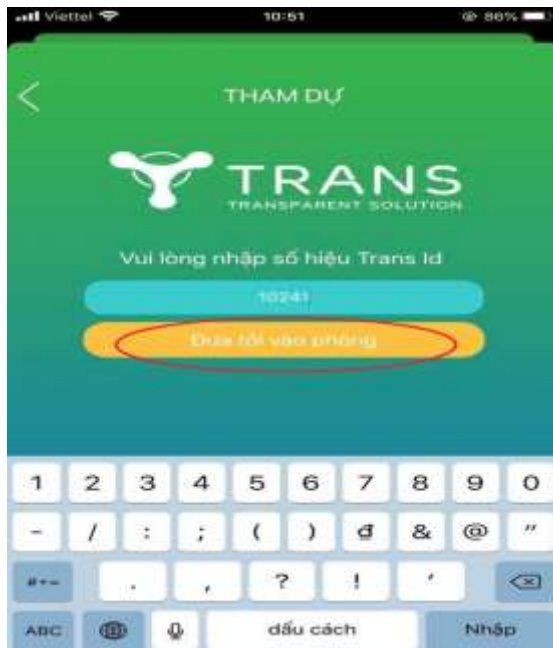 Viettel 10:51 86%
THAM DỰ
TRANS
TRANSPARENT SOLUTION
Vui lòng nhập số hiệu Trans Id
10241
Đưa tôi vào phòng
1 2 3 4 5 6 7 8 9 0
- / : ; ( ) đ & @ "
#+= . , ? ! '
ABC dấu cách Nhập